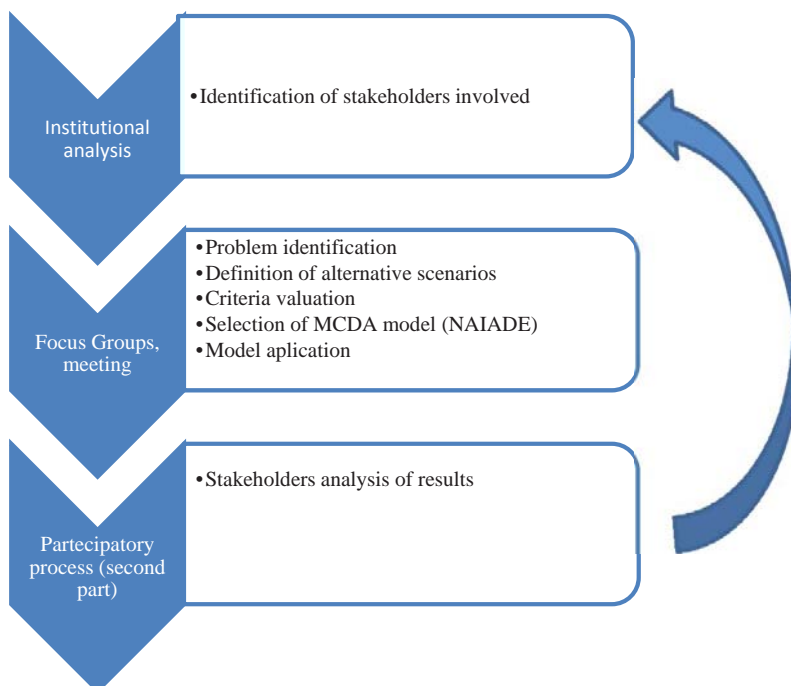 Institutional
analysis
•Identification of stakeholders involved
Focus Groups,
meeting
•Problem identification
•Definition of alternative scenarios
•Criteria valuation
•Selection of MCDA model (NAIADE)
•Model aplication
Partecipatory
process (second
part)
•Stakeholders analysis of results